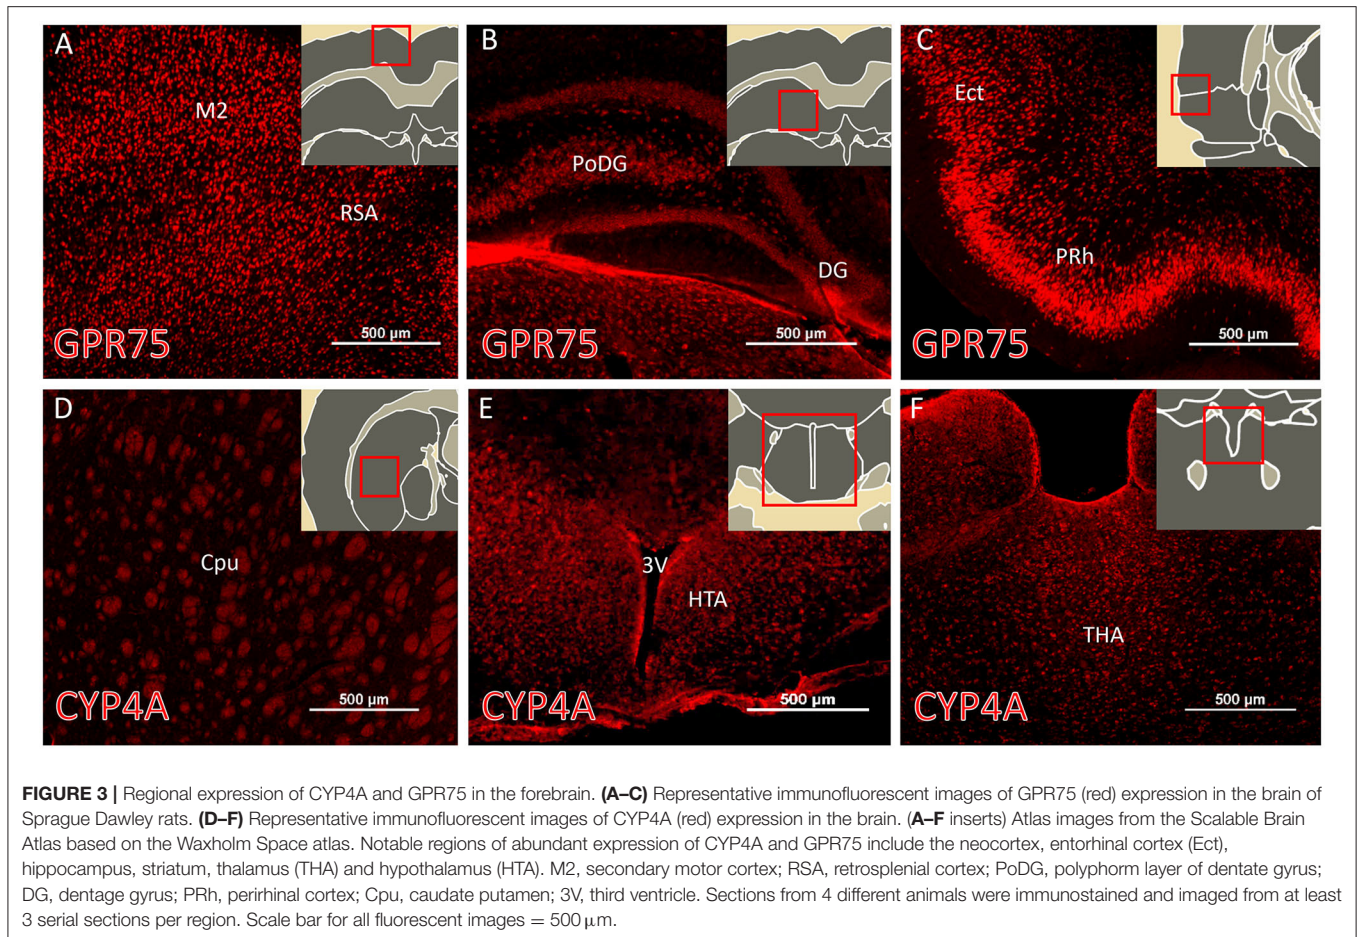 A
M2
RSA
GPR75
500 µm
B
PoDG
DG
GPR75
500 µm
C
Ect
PRh
GPR75
500 µm
D
Cpu
CYP4A
500 µm
E
3V
HTA
CYP4A
500 µm
F
THA
CYP4A
500 µm
FIGURE 3 | Regional expression of CYP4A and GPR75 in the forebrain. (A–C) Representative immunofluorescent images of GPR75 (red) expression in the brain of
Sprague Dawley rats. (D–F) Representative immunofluorescent images of CYP4A (red) expression in the brain. (A–F inserts) Atlas images from the Scalable Brain
Atlas based on the Waxholm Space atlas. Notable regions of abundant expression of CYP4A and GPR75 include the neocortex, entorhinal cortex (Ect),
hippocampus, striatum, thalamus (THA) and hypothalamus (HTA). M2, secondary motor cortex; RSA, retrosplenial cortex; PoDG, polyphorm layer of dentate gyrus;
DG, dentage gyrus; PRh, perirhinal cortex; Cpu, caudate putamen; 3V, third ventricle. Sections from 4 different animals were immunostained and imaged from at least
3 serial sections per region. Scale bar for all fluorescent images = 500 µm.